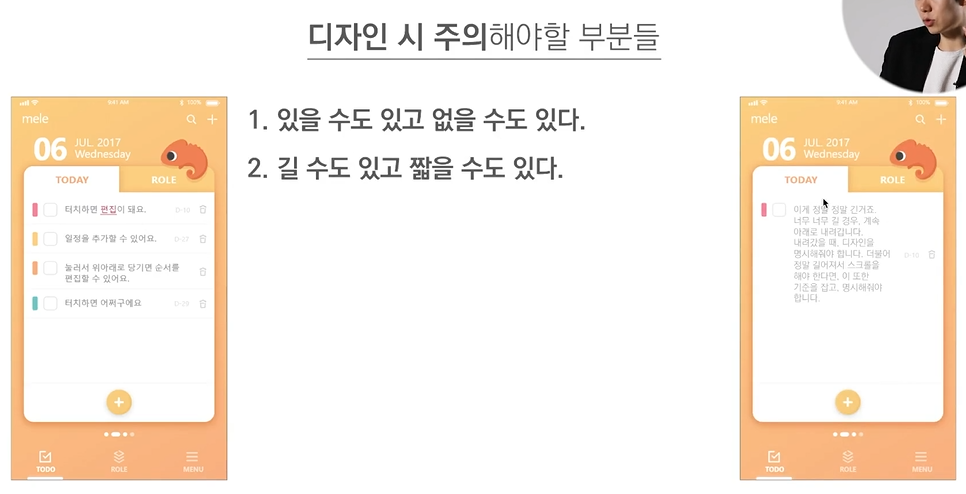 디자인 시 주의해야할 부분들
1. 있을 수도 있고 없을 수도 있다.
2. 길 수도 있고 짧을 수도 있다.
9:41 AM
100%
mele
06
JUL. 2017
Wednesday
TODAY
ROLE
터치하면 편집이 돼요.
▷10
일정을 추가할 수 있어요.
▷27
눌러서 위아래로 당기면 순서를
편집할 수 있어요.
터치하면 어쩌구에요
▷29
TODO
ROLE
MENU
9:41 AM
100%
mele
06
JUL. 2017
Wednesday
TODAY
ROLE
이게 정말 정말 긴거죠.
너무 너무 길 경우, 계속
아래로 내려갑니다.
내려갔을 때, 디자인을
명시해줘야 합니다. 더불어
정말 길어져서 스크롤을
해야 한다면, 이 또한
기준을 잡고, 명시해줘야
합니다.
▷10
TODO
ROLE
MENU